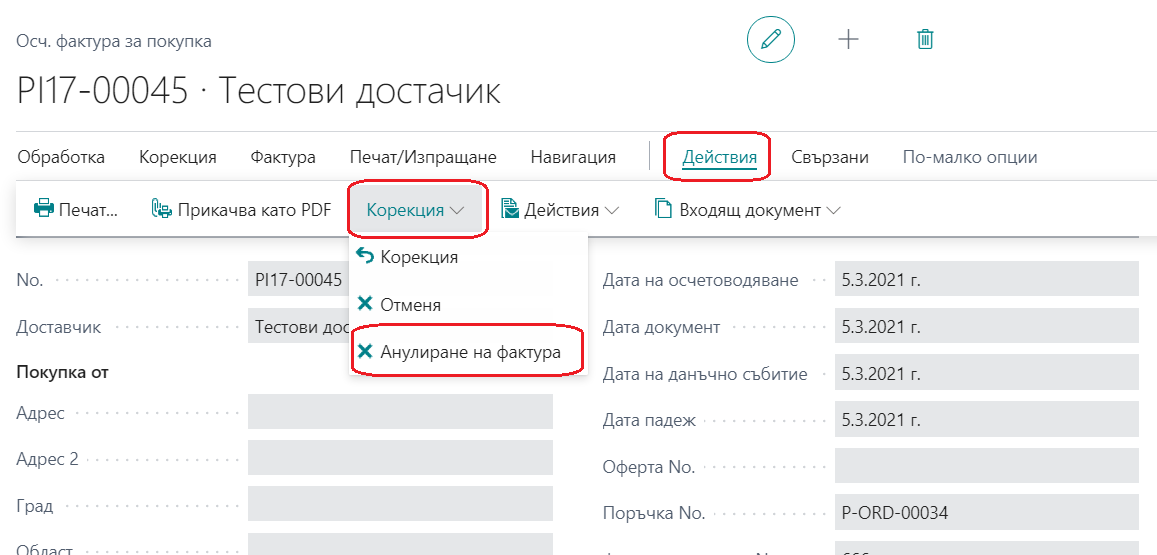 Осч. фактура за покупка
PI17-00045 · Тестови достачик
Обработка Корекция Фактура Печат/Изпращане Навигация Действия Свързани По-малко опции
Печат... Прикачва като PDF Корекция Действия Входящ документ
Корекция
Отменя
Анулиране на фактура
No. PI17-00045
Доставчик Тестови дос
Покупка от
Адрес
Адрес 2
Град
Област
Дата на осчетоводяване 5.3.2021 г.
Дата документ 5.3.2021 г.
Дата на данъчно събитие 5.3.2021 г.
Дата падеж 5.3.2021 г.
Оферта No.
Поръчка No. P-ORD-00034